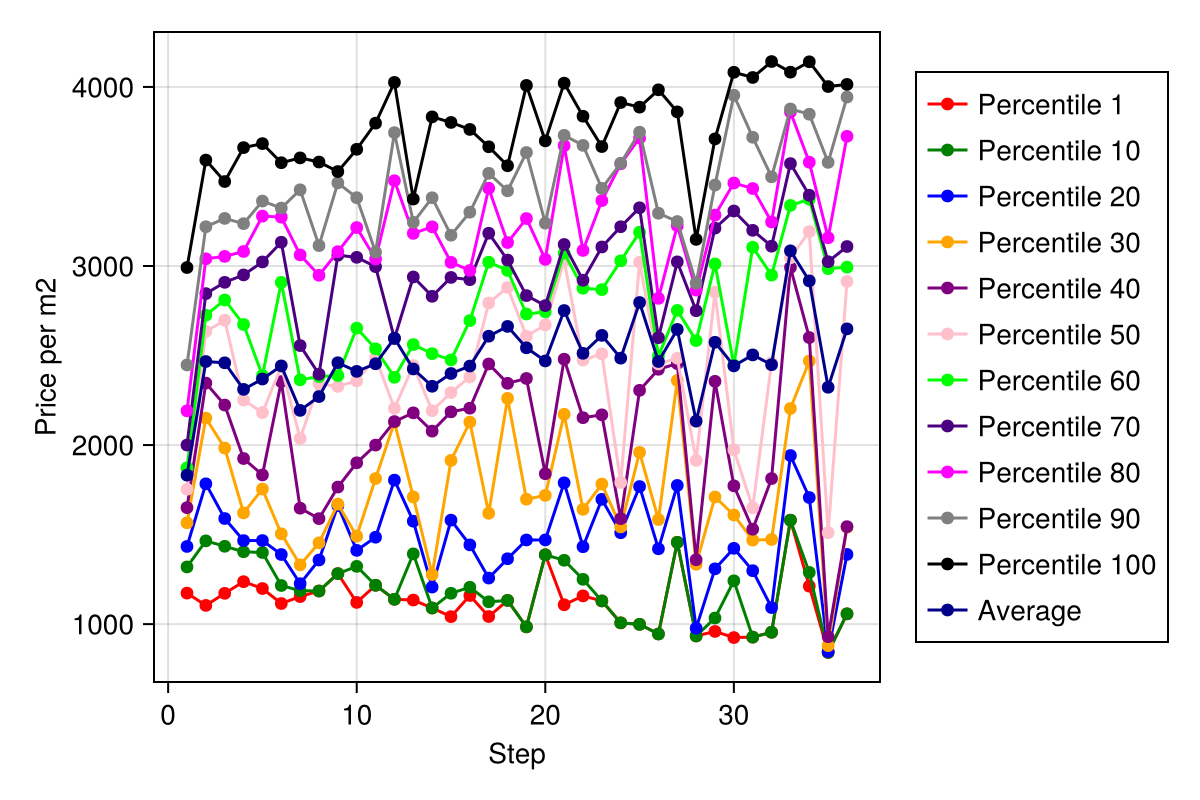 4000
3000
2000
1000
Price per m2
0
10
20
30
Step
Percentile 1
Percentile 10
Percentile 20
Percentile 30
Percentile 40
Percentile 50
Percentile 60
Percentile 70
Percentile 80
Percentile 90
Percentile 100
Average